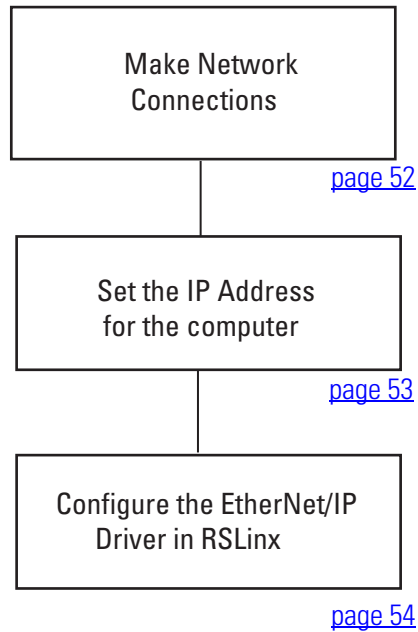 Make Network
Connections
page 52
Set the IP Address
for the computer
page 53
Configure the EtherNet/IP
Driver in RSLinx
page 54